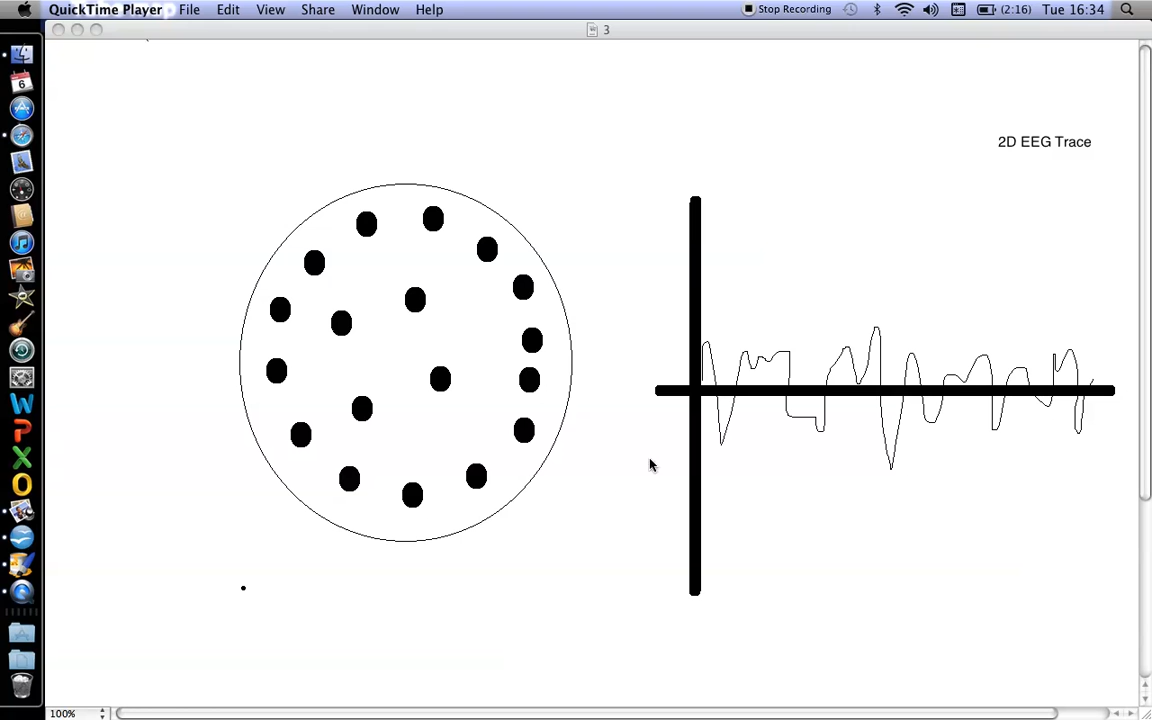 QuickTime Player File Edit View Share Window Help Stop Recording (2:16) Tue 16:34
3
6
2D EEG Trace
100%